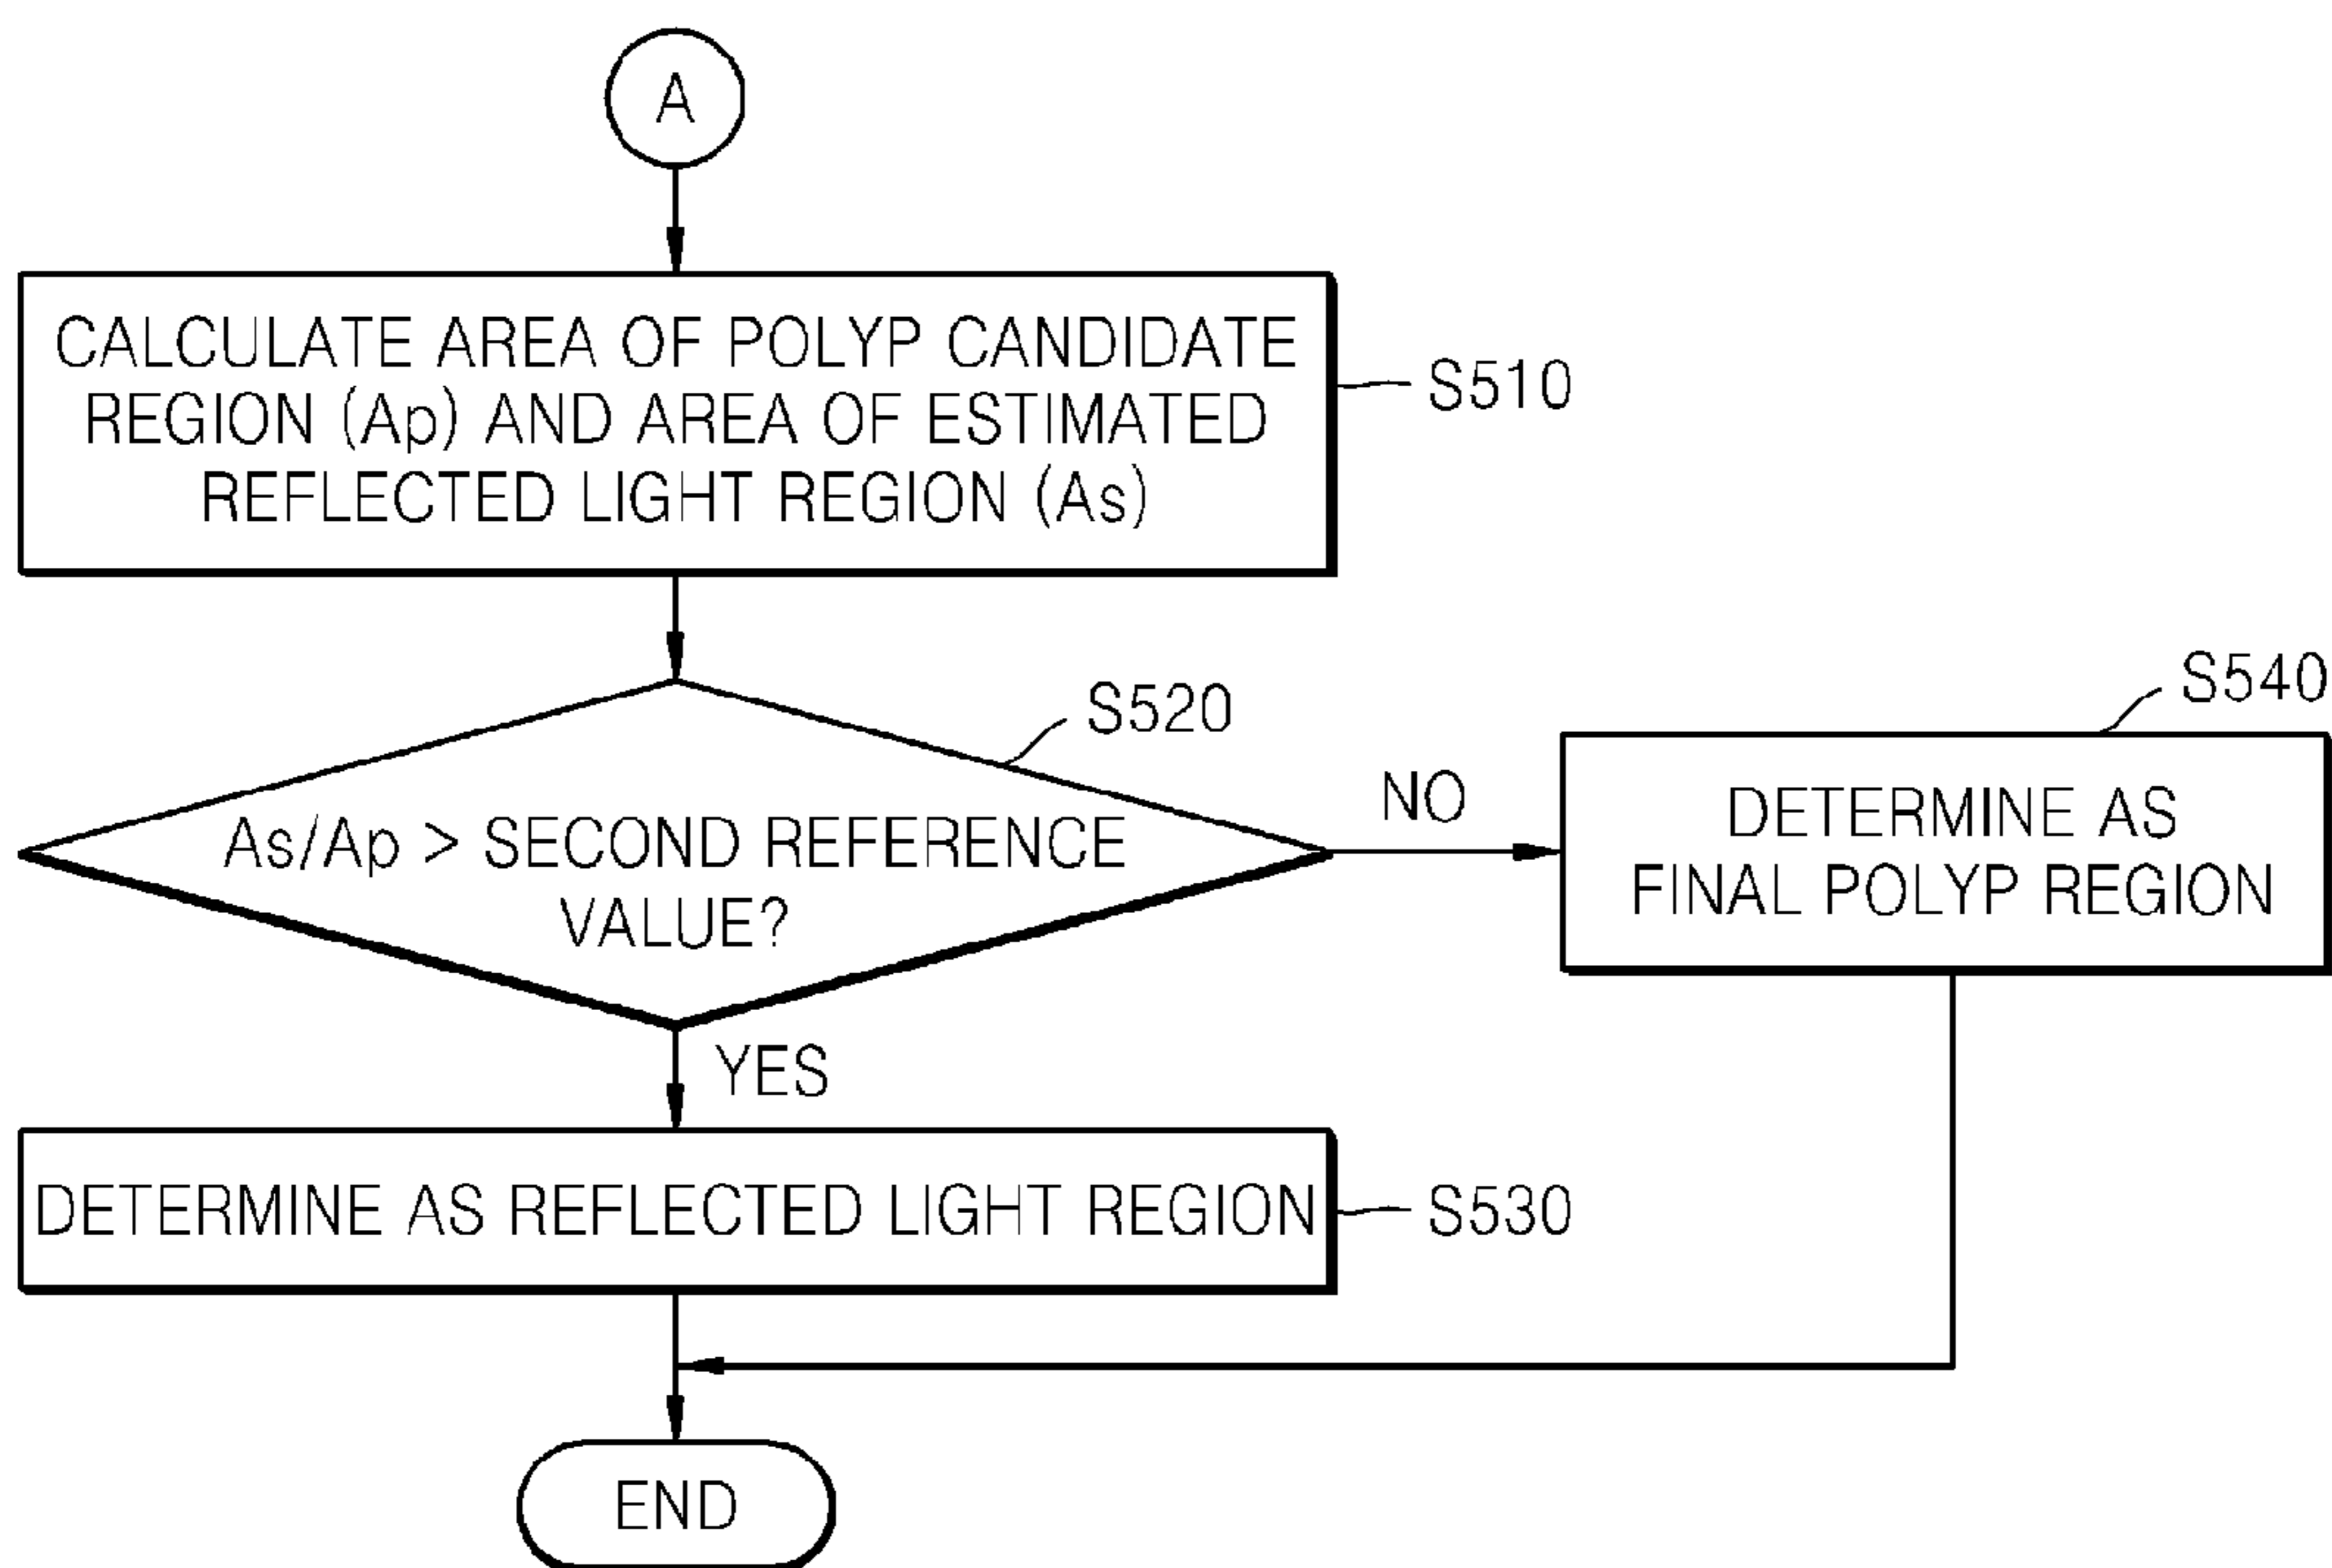 A
CALCULATE AREA OF POLYP CANDIDATE
REGION (Ap) AND AREA OF ESTIMATED
REFLECTED LIGHT REGION (As)
S510
S520
As/Ap > SECOND REFERENCE
VALUE?
NO
S540
DETERMINE AS
FINAL POLYP REGION
YES
DETERMINE AS REFLECTED LIGHT REGION
S530
END